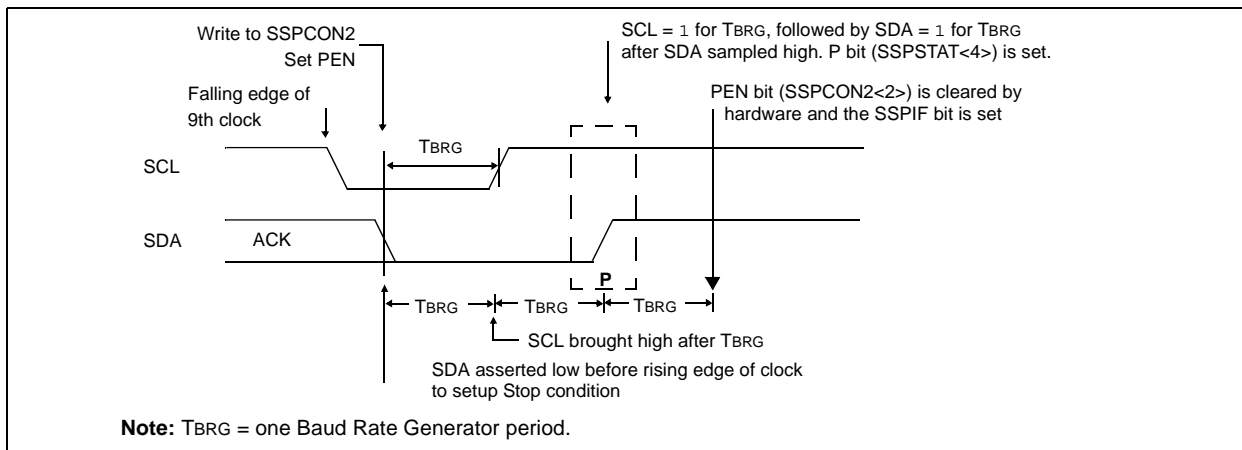 Write to SSPCON2
Set PEN
SCL = 1 for TBRG, followed by SDA = 1 for TBRG
after SDA sampled high. P bit (SSPSTAT<4>) is set.
Falling edge of
9th clock
PEN bit (SSPCON2<2>) is cleared by
hardware and the SSPIF bit is set
TBRG
SCL
SDA
ACK
P
TBRG
TBRG
TBRG
SCL brought high after TBRG
SDA asserted low before rising edge of clock
to setup Stop condition
Note: TBRG = one Baud Rate Generator period.